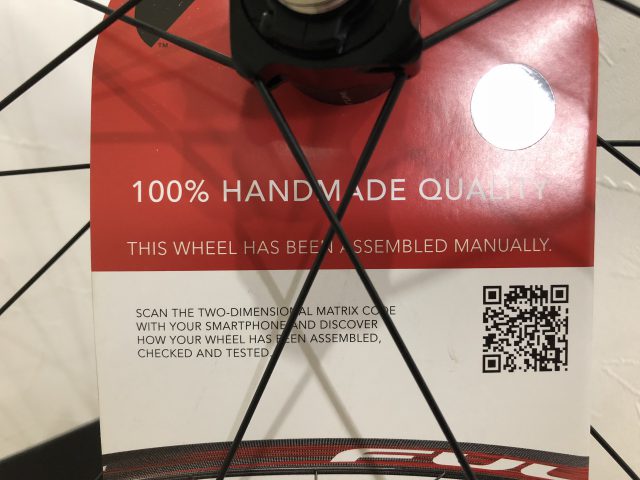 ™
100% HANDMADE QUALITY
THIS WHEEL HAS BEEN ASSEMBLED MANUALLY.
SCAN THE TWO-DIMENSIONAL MATRIX CODE
WITH YOUR SMARTPHONE AND DISCOVER
HOW YOUR WHEEL HAS BEEN ASSEMBLED,
CHECKED AND TESTED.